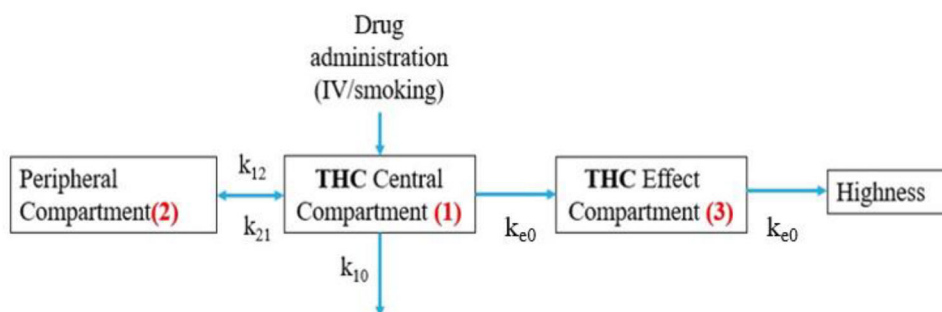 Drug
administration
(IV/smoking)
Peripheral
Compartment(2)
k12
k21
THC Central
Compartment (1)
k10
ke0
THC Effect
Compartment (3)
ke0
Highness